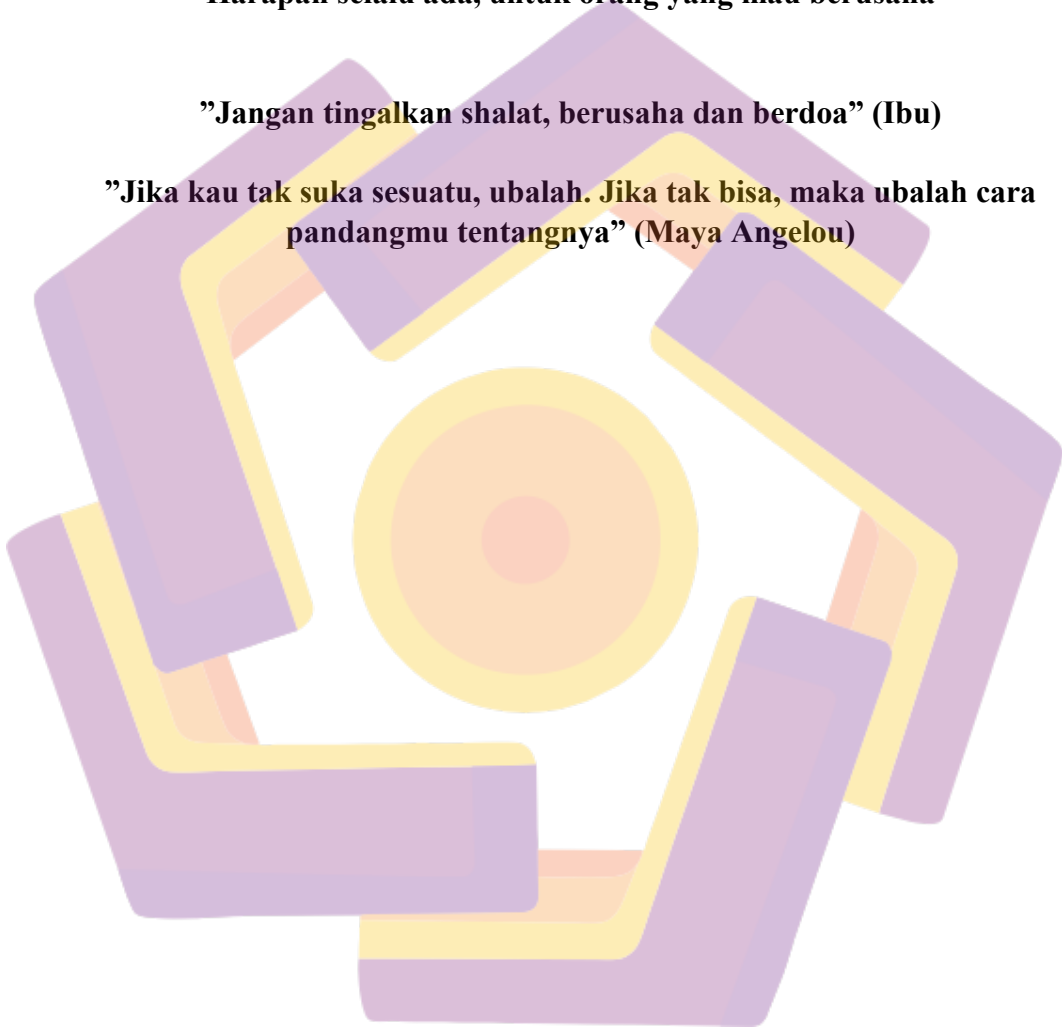 Harapan selalu ada, untuk orang yang mau berusaha
”Jangan tingalkan shalat, berusaha dan berdoa” (Ibu)
”Jika kau tak suka sesuatu, ubalah. Jika tak bisa, maka ubalah cara
pandangmu tentangnya” (Maya Angelou)